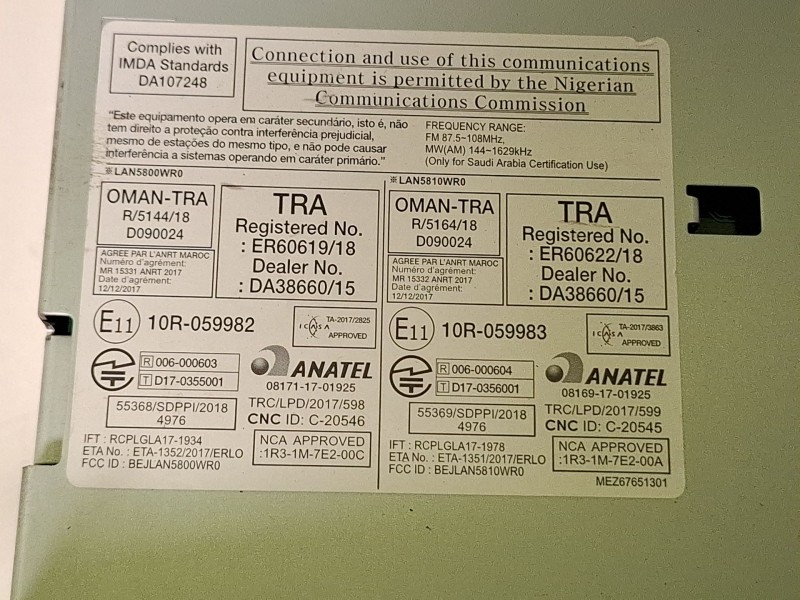 Complies with
IMDA Standards
DA107248
Connection and use of this communications
equipment is permitted by the Nigerian
Communications Commission
"Este equipamento opera em caráter secundário, isto é, não
tem direito a proteção contra interferência prejudicial,
mesmo de estações do mesmo tipo, e não pode causar
interferência a sistemas operando em caráter primário."
FREQUENCY RANGE:
FM 87.5~108MHz,
MW(AM) 144~1629kHz
(Only for Saudi Arabia Certification Use)
※LAN5800WR0
OMAN-TRA
R/5144/18
D090024
TRA
Registered No.
: ER60619/18
Dealer No.
: DA38660/15
AGREE PAR L'ANRT MAROC
Numéro d'agrément:
MR 15331 ANRT 2017
Date d'agrément:
12/12/2017
E11 10R-059982
ICASA
TA-2017/2825
APPROVED
R 006-000603
T D17-0355001
ANATEL
08171-17-01925
55368/SDPPI/2018
4976
TRC/LPD/2017/598
CNC ID: C-20546
IFT : RCPLGLA17-1934
ETA No. : ETA-1352/2017/ERLO
FCC ID : BEJLAN5800WR0
NCA APPROVED
:1R3-1M-7E2-00C
※LAN5810WR0
OMAN-TRA
R/5164/18
D090024
TRA
Registered No.
: ER60622/18
Dealer No.
: DA38660/15
AGREE PAR L'ANRT MAROC
Numéro d'agrément:
MR 15332 ANRT 2017
Date d'agrément:
12/12/2017
E11 10R-059983
ICASA
TA-2017/3863
APPROVED
R 006-000604
T D17-0356001
ANATEL
08169-17-01925
55369/SDPPI/2018
4976
TRC/LPD/2017/599
CNC ID: C-20545
IFT : RCPLGLA17-1978
ETA No. : ETA-1351/2017/ERLO
FCC ID : BEJLAN5810WR0
NCA APPROVED
:1R3-1M-7E2-00A
MEZ67651301